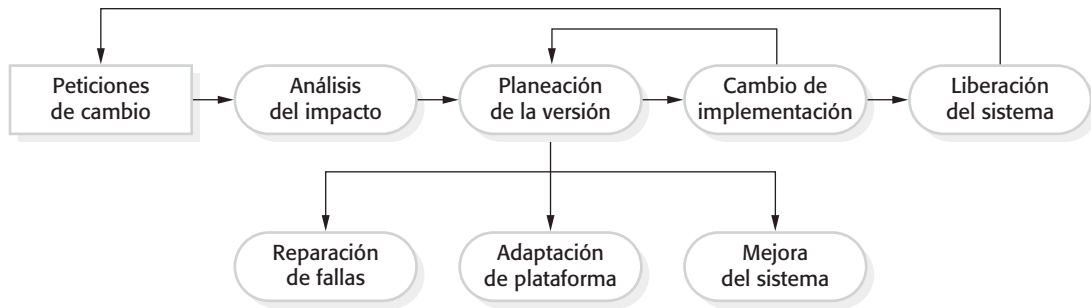 Peticiones
de cambio
Análisis
del impacto
Planeación
de la versión
Cambio de
implementación
Liberación
del sistema
Reparación
de fallas
Adaptación
de plataforma
Mejora
del sistema